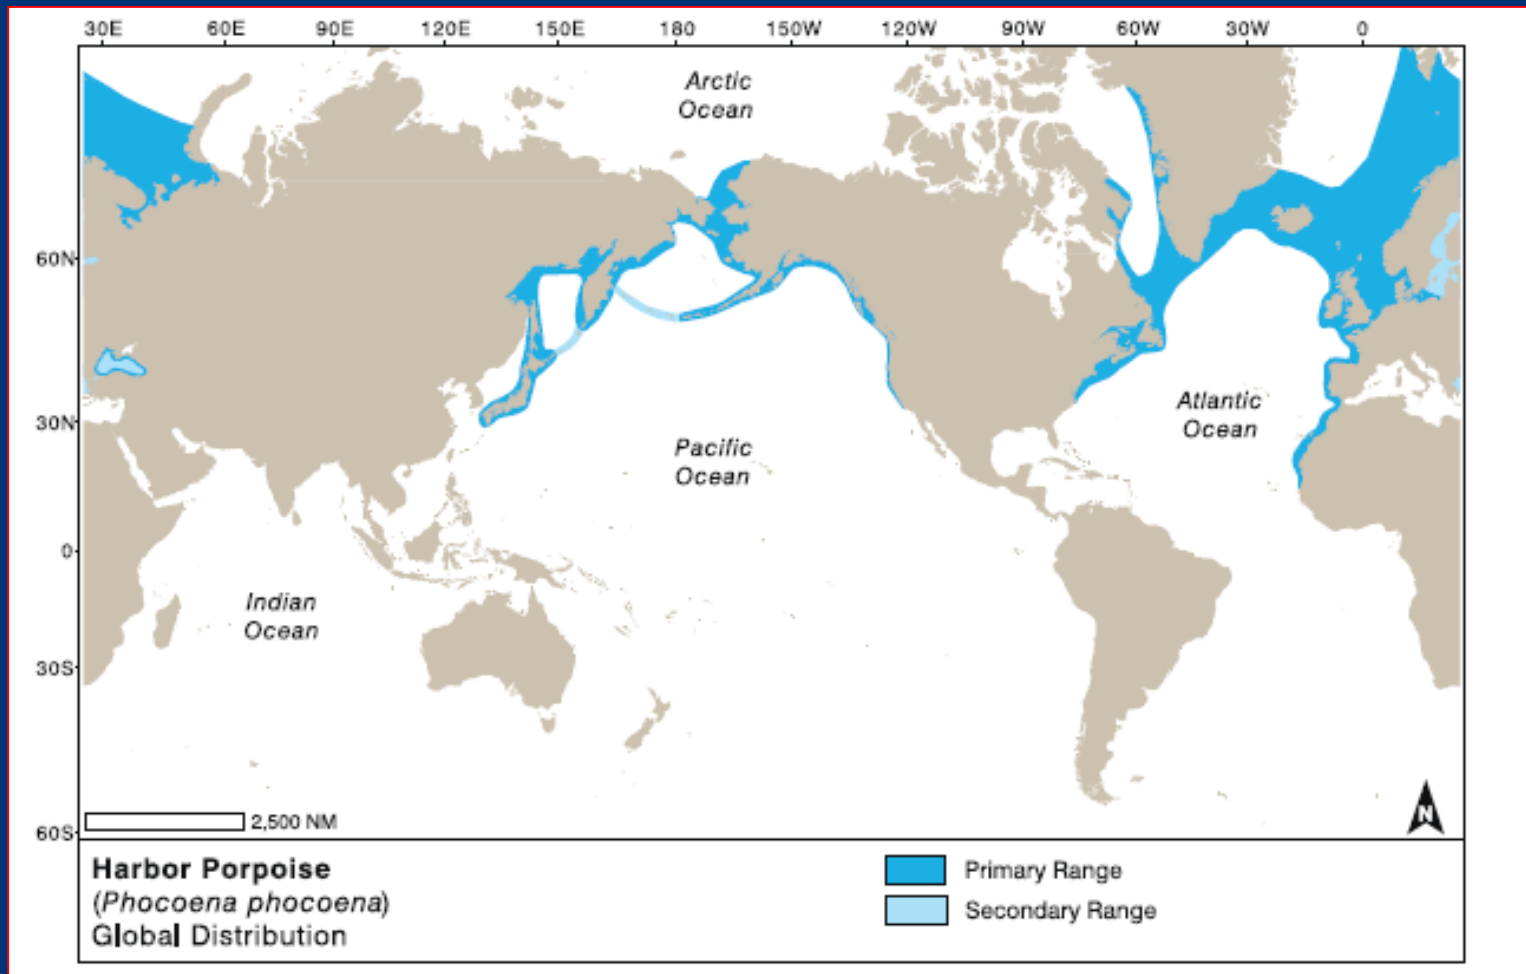 30E 60E 90E 120E 150E 180 150W 120W 90W 60W 30W 0
Arctic
Ocean
60N
30N
Atlantic
Ocean
Pacific
Ocean
0
Indian
Ocean
30S
2,500 NM
N
60S
Harbor Porpoise
(Phocoena phocoena)
Global Distribution
Primary Range
Secondary Range